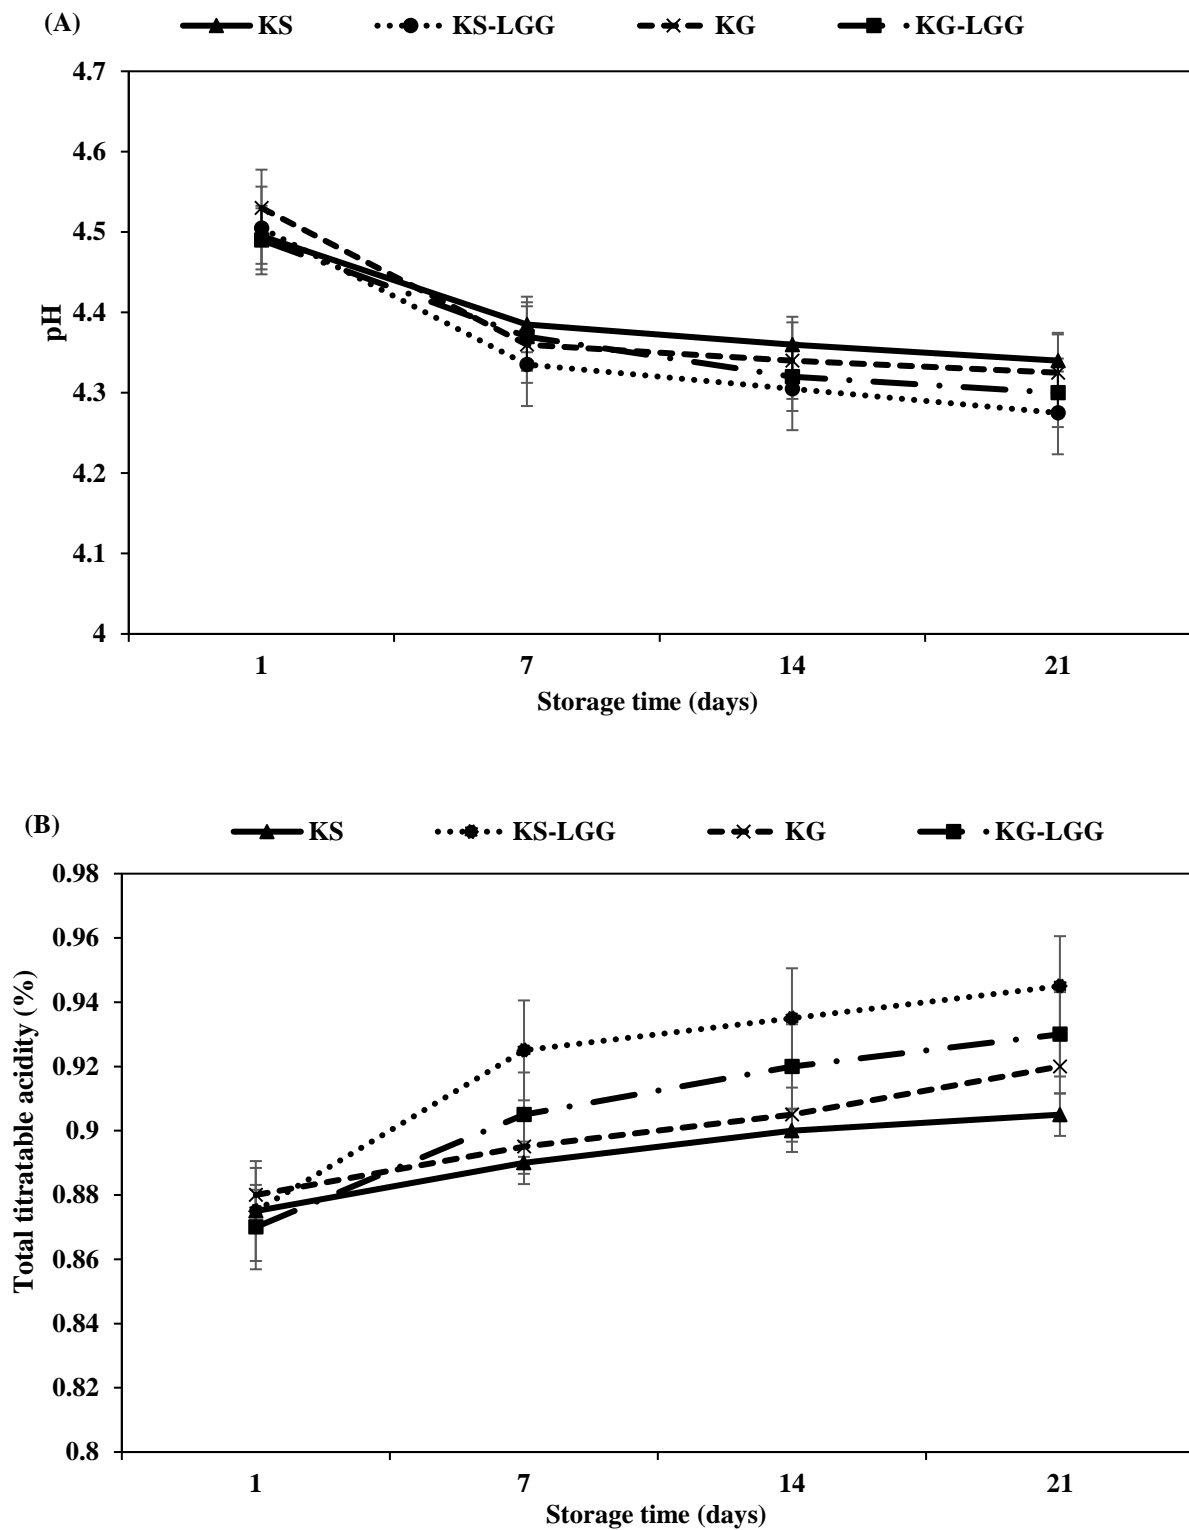 (A)
KS KS-LGG KG KG-LGG
4.7
4.6
4.5
4.4
4.3
4.2
4.1
4
pH
1 7 14 21
Storage time (days)
(B)
KS KS-LGG KG KG-LGG
0.98
0.96
0.94
0.92
0.9
0.88
0.86
0.84
0.82
0.8
Total titratable acidity (%)
1 7 14 21
Storage time (days)